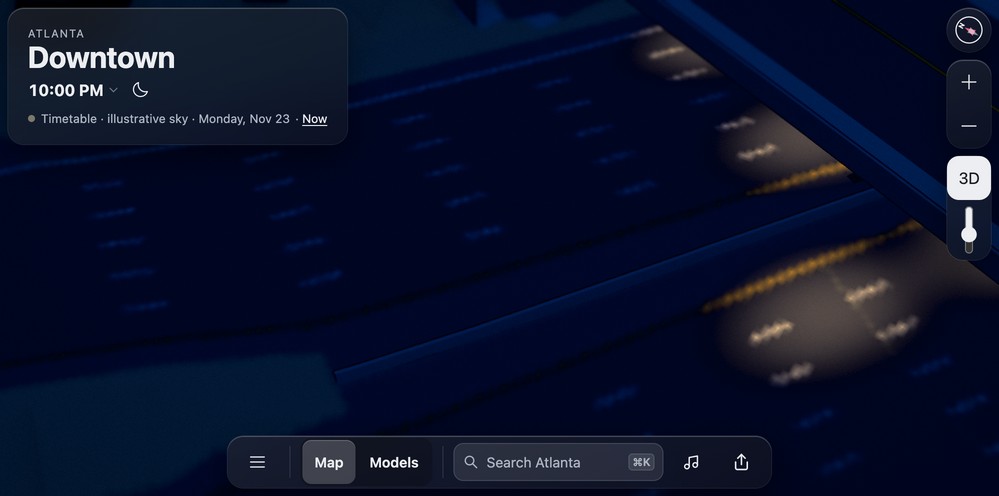 ATLANTA
Downtown
10:00 PM
Timetable · illustrative sky · Monday, Nov 23 · Now
N
3D
Map Models Search Atlanta ⌘K